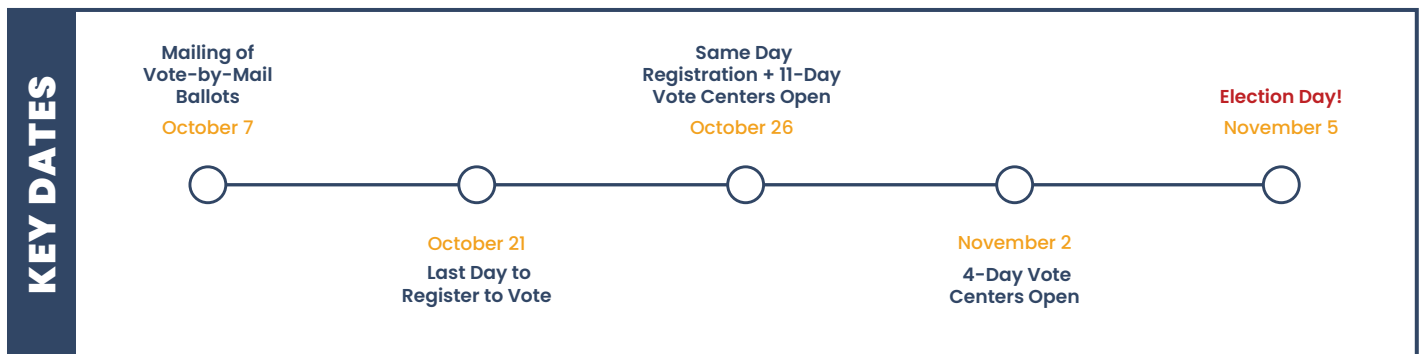 KEY DATES
Mailing of
Vote-by-Mail
Ballots
October 7
October 21
Last Day to
Register to Vote
Same Day
Registration + 11-Day
Vote Centers Open
October 26
November 2
4-Day Vote
Centers Open
Election Day!
November 5